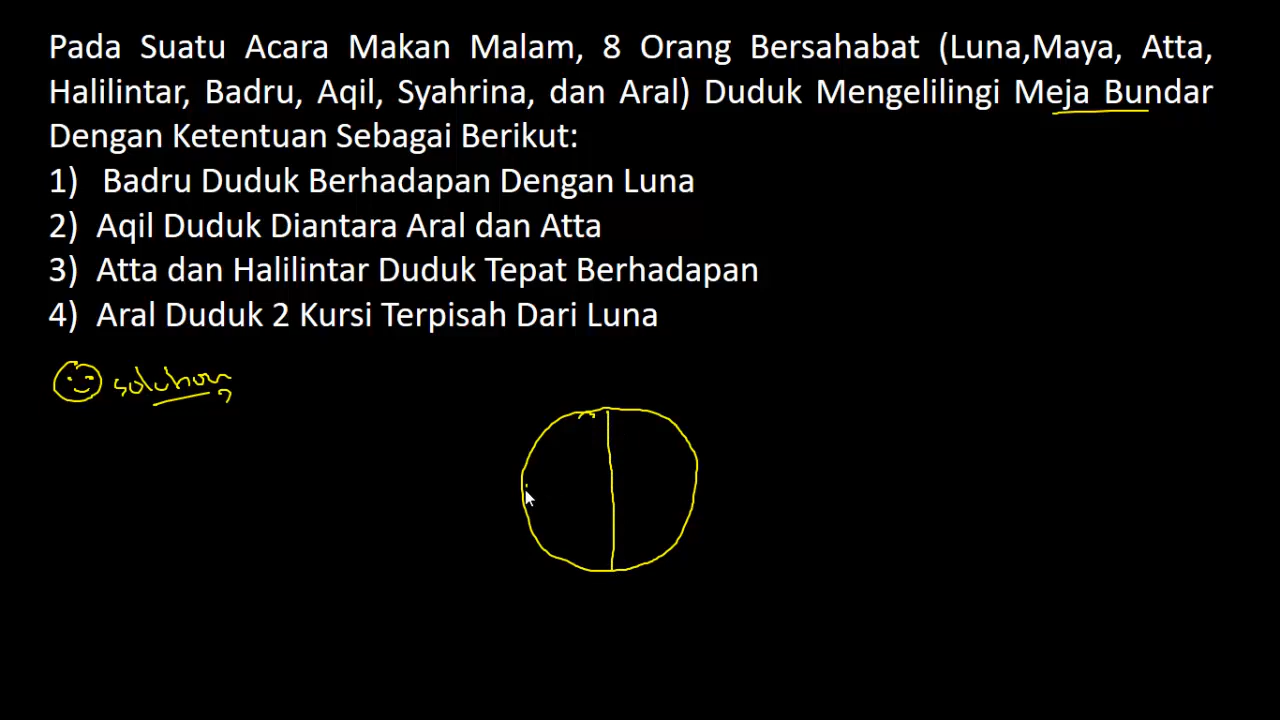 Pada Suatu Acara Makan Malam, 8 Orang Bersahabat (Luna,Maya, Atta,
Halilintar, Badru, Aqil, Syahrina, dan Aral) Duduk Mengelilingi Meja Bundar
Dengan Ketentuan Sebagai Berikut:
1) Badru Duduk Berhadapan Dengan Luna
2) Aqil Duduk Diantara Aral dan Atta
3) Atta dan Halilintar Duduk Tepat Berhadapan
4) Aral Duduk 2 Kursi Terpisah Dari Luna